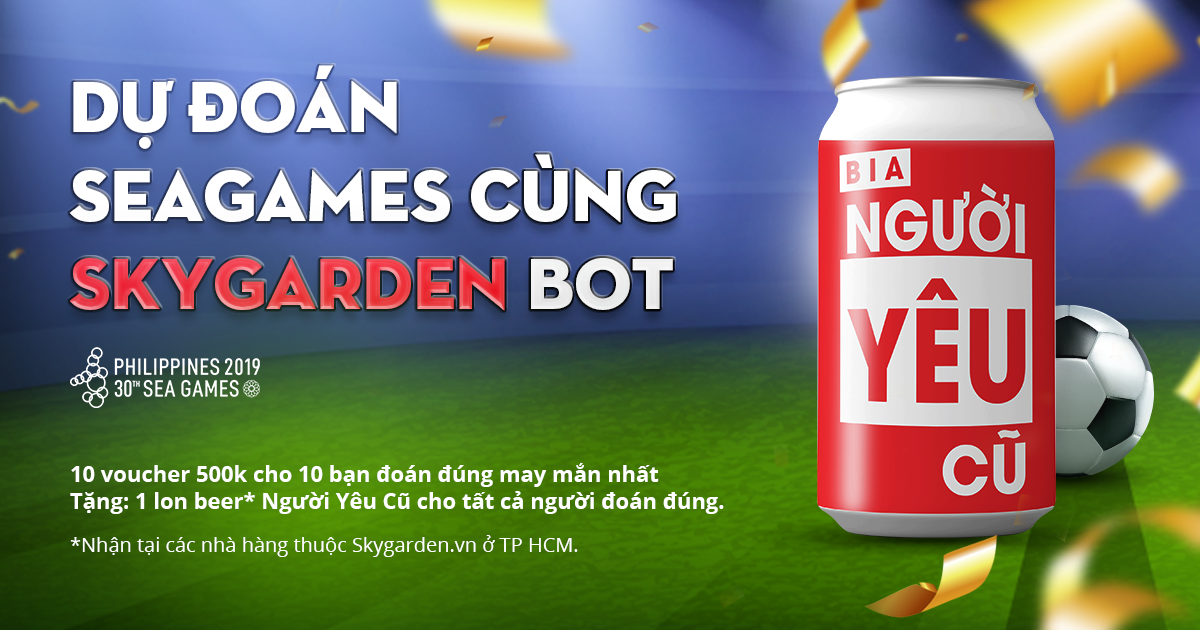 DỰ ĐOÁN
SEAGAMES CÙNG
SKYGARDEN BOT
PHILIPPINES 2019
30TH SEA GAMES
10 voucher 500k cho 10 bạn đoán đúng may mắn nhất
Tặng: 1 lon beer* Người Yêu Cũ cho tất cả người đoán đúng.
*Nhận tại các nhà hàng thuộc Skygarden.vn ở TP HCM.
BIA
NGƯỜI
YÊU
CŨ